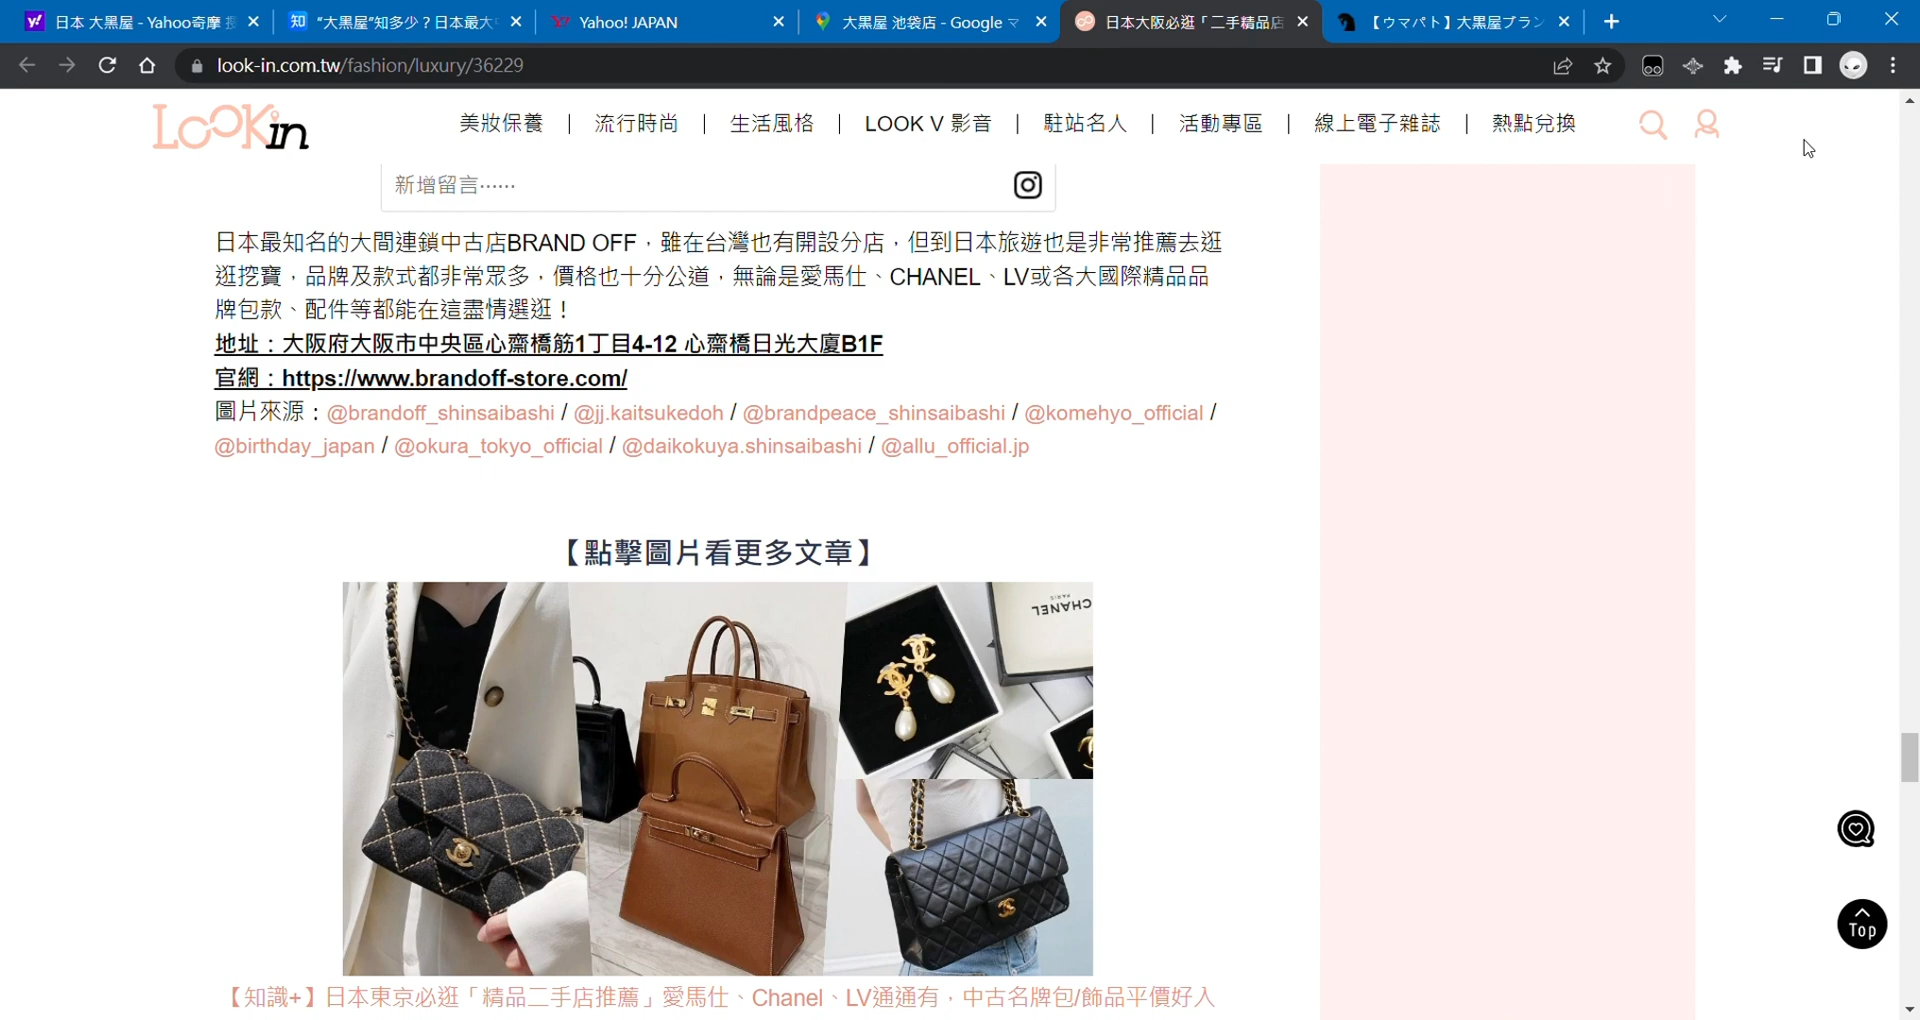 日本 大黒屋 - Yahoo奇摩
"大黑屋"知多少？日本最大
Yahoo! JAPAN
大黒屋 池袋店 - Google マ
日本大阪必逛「二手精品店
【ウマパト】大黒屋ブラン
look-in.com.tw/fashion/luxury/36229
LOOKin
美妝保養 | 流行時尚 | 生活風格 | LOOK V 影音 | 駐站名人 | 活動專區 | 線上電子雜誌 | 熱點兌換
新增留言......
日本最知名的大間連鎖中古店BRAND OFF，雖在台灣也有開設分店，但到日本旅遊也是非常推薦去逛
逛挖寶，品牌及款式都非常眾多，價格也十分公道，無論是愛馬仕、CHANEL、LV或各大國際精品品
牌包款、配件等都能在這盡情選逛！
地址：大阪府大阪市中央區心齋橋筋1丁目4-12 心齋橋日光大廈B1F
官網：https://www.brandoff-store.com/
圖片來源：@brandoff_shinsaibashi / @jj.kaitsukedoh / @brandpeace_shinsaibashi / @komehyo_official /
@birthday_japan / @okura_tokyo_official / @daikokuya.shinsaibashi / @allu_official.jp
【點擊圖片看更多文章】
CHANEL
PARIS
Top
【知識+】日本東京必逛「精品二手店推薦」愛馬仕、Chanel、LV通通有，中古名牌包/飾品平價好入